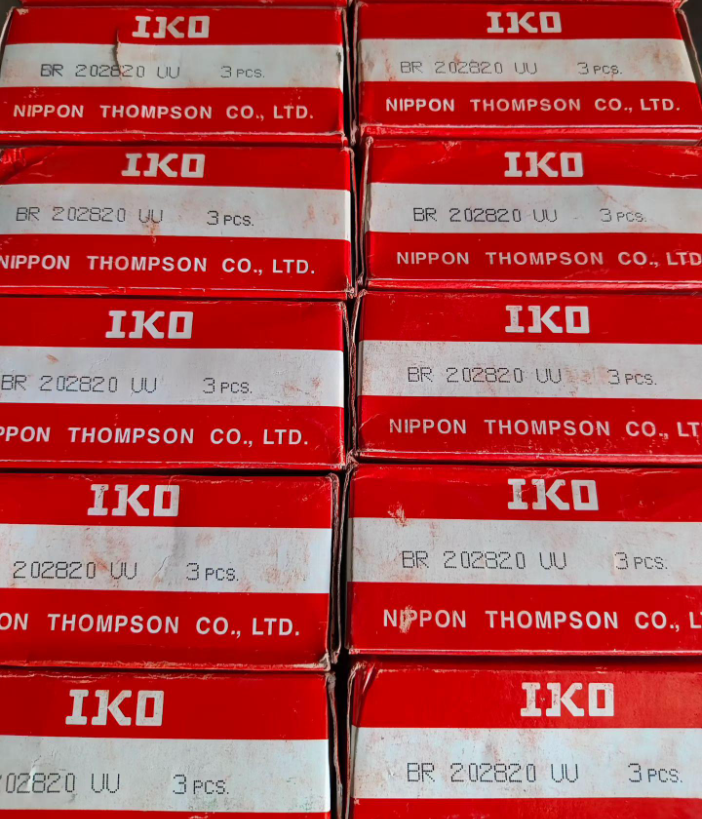 IKO
BR 202820 UU 3 PCS.
NIPPON THOMPSON CO., LTD.
IKO
BR 202820 UU 3 PCS.
NIPPON THOMPSON CO., LTD.
IKO
BR 202820 UU 3 PCS.
NIPPON THOMPSON CO., LTD.
IKO
BR 202820 UU 3 PCS.
NIPPON THOMPSON CO., LTD
IKO
BR 202820 UU 3 PCS.
PPON THOMPSON CO., LTD.
IKO
BR 202820 UU 3 PCS.
NIPPON THOMPSON CO., LT
IKO
202820 UU 3 PCS.
ON THOMPSON CO., LTD.
IKO
BR 202820 UU 3 PCS.
NIPPON THOMPSON CO., L
IKO
02820 UU 3 PCS.
IKO
BR 202820 UU 3 PCS.